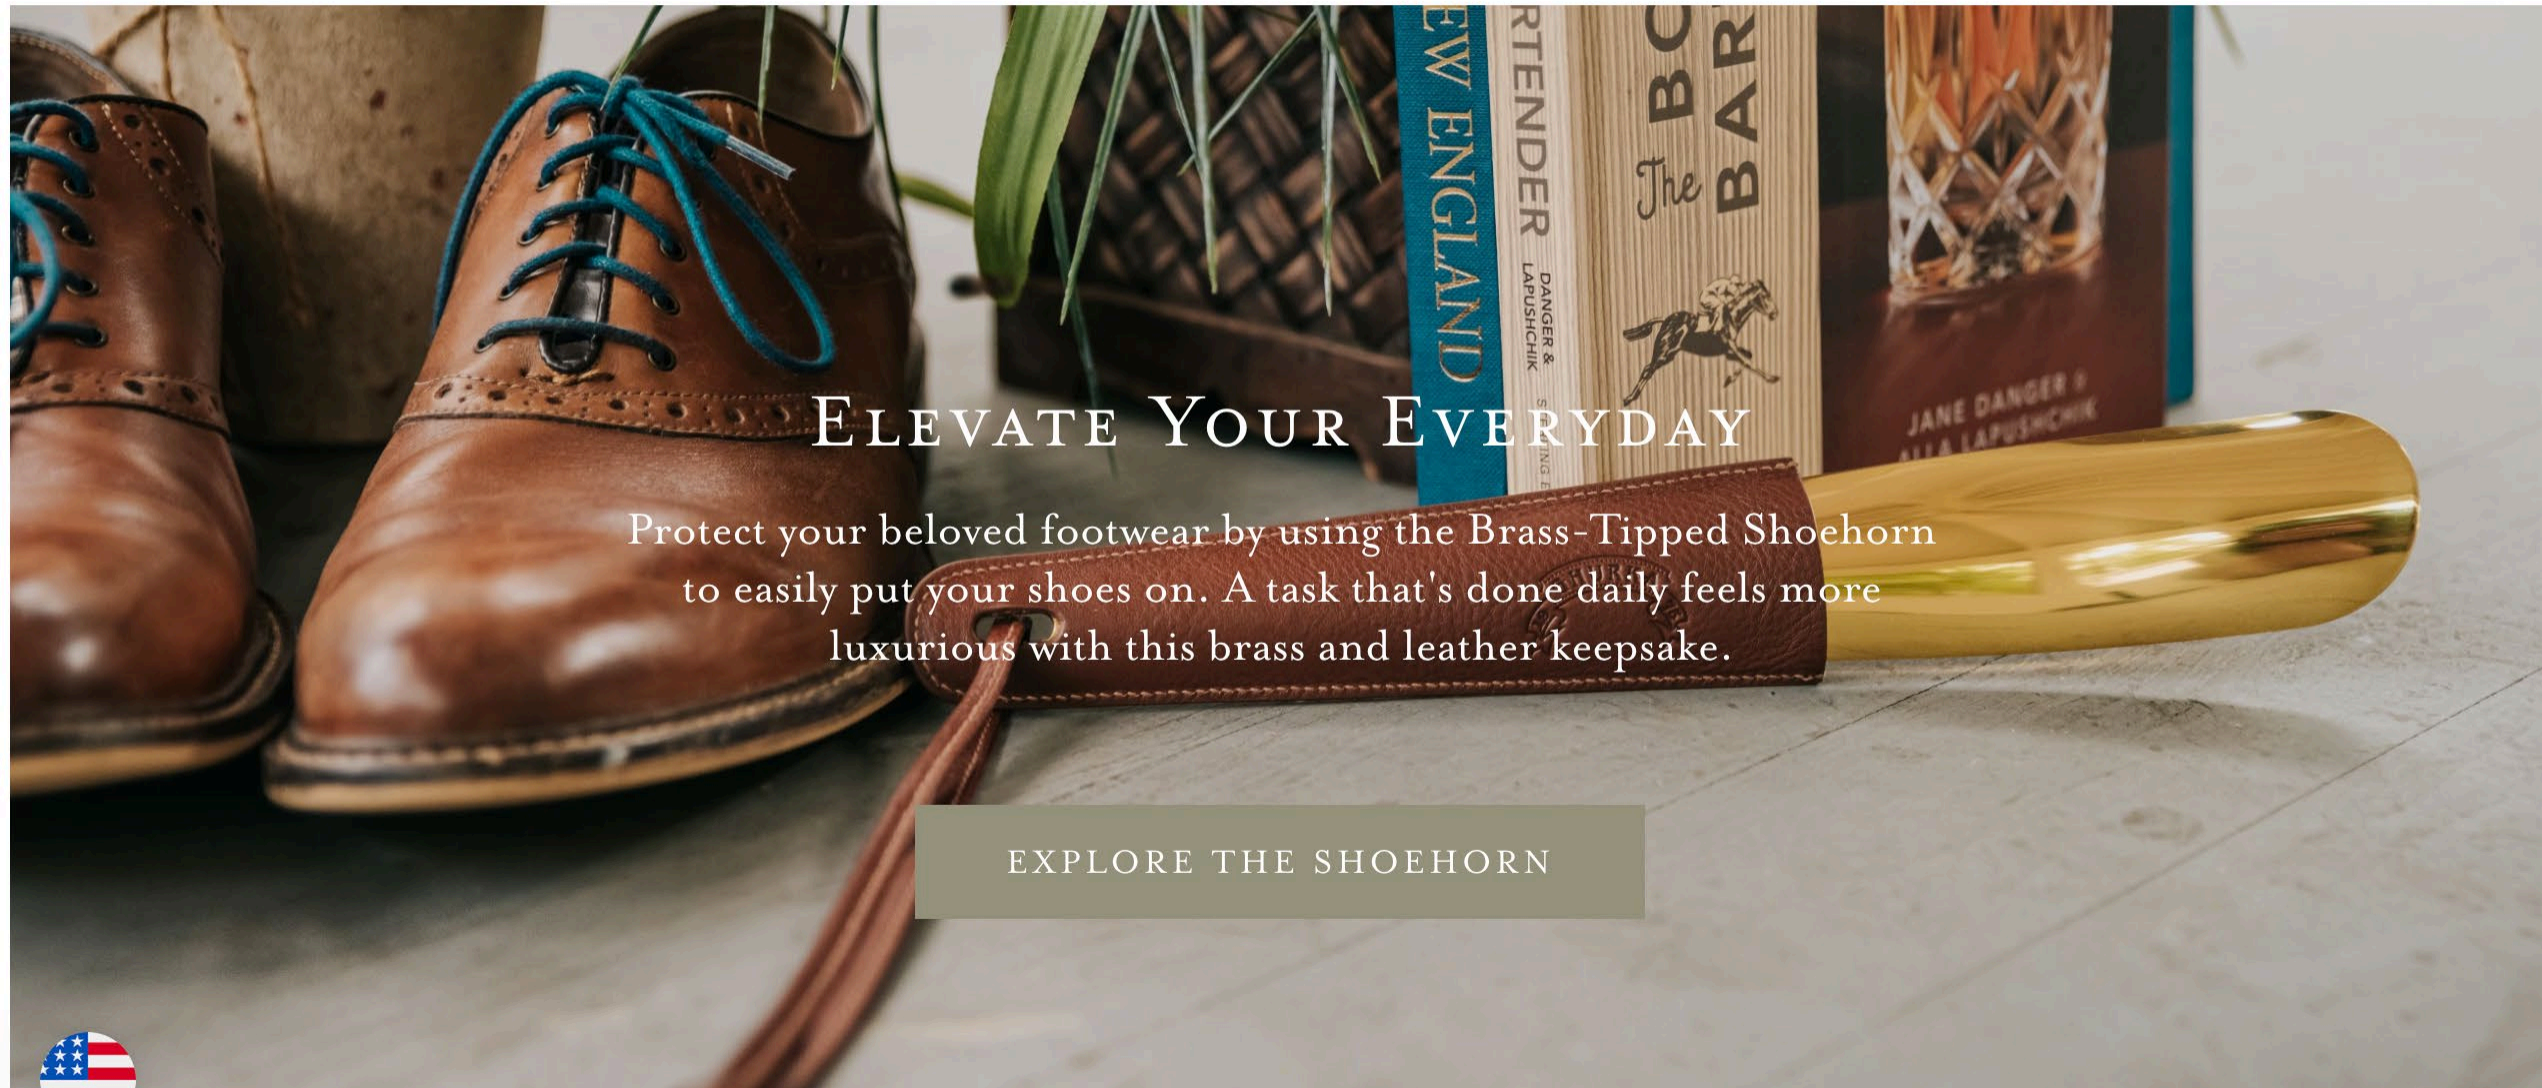 EW ENGLAND
RTENDER
DANGER &
LAPUSHCHIK
The
BAR
JANE DANGER &
ALLA LAPUSHCHIK
Elevate Your Everyday
Protect your beloved footwear by using the Brass-Tipped Shoehorn
to easily put your shoes on. A task that's done daily feels more
luxurious with this brass and leather keepsake.
EXPLORE THE SHOEHORN